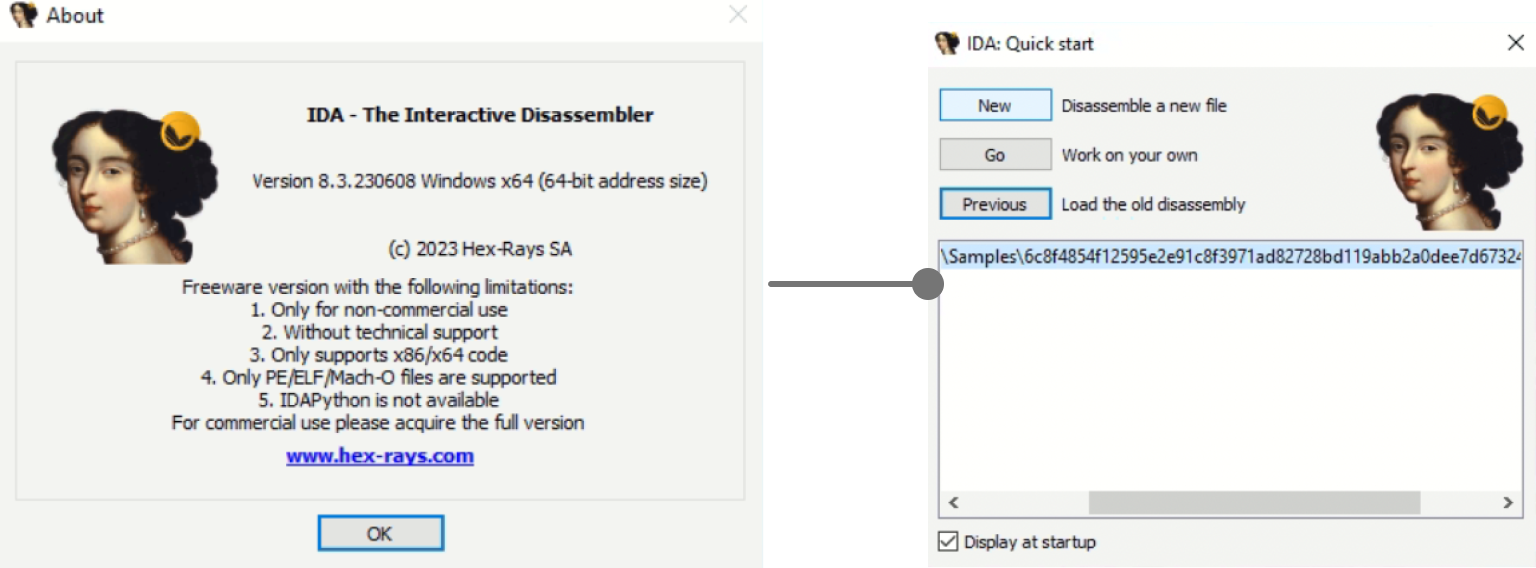 About
IDA - The Interactive Disassembler
Version 8.3.230608 Windows x64 (64-bit address size)
(c) 2023 Hex-Rays SA
Freeware version with the following limitations:
1. Only for non-commercial use
2. Without technical support
3. Only supports x86/x64 code
4. Only PE/ELF/Mach-O files are supported
5. IDAPython is not available
For commercial use please acquire the full version
www.hex-rays.com
OK
IDA: Quick start
New Disassemble a new file
Go Work on your own
Previous Load the old disassembly
\Samples\6c8f4854f12595e2e91c8f3971ad82728bd119abb2a0dee7d67324
Display at startup